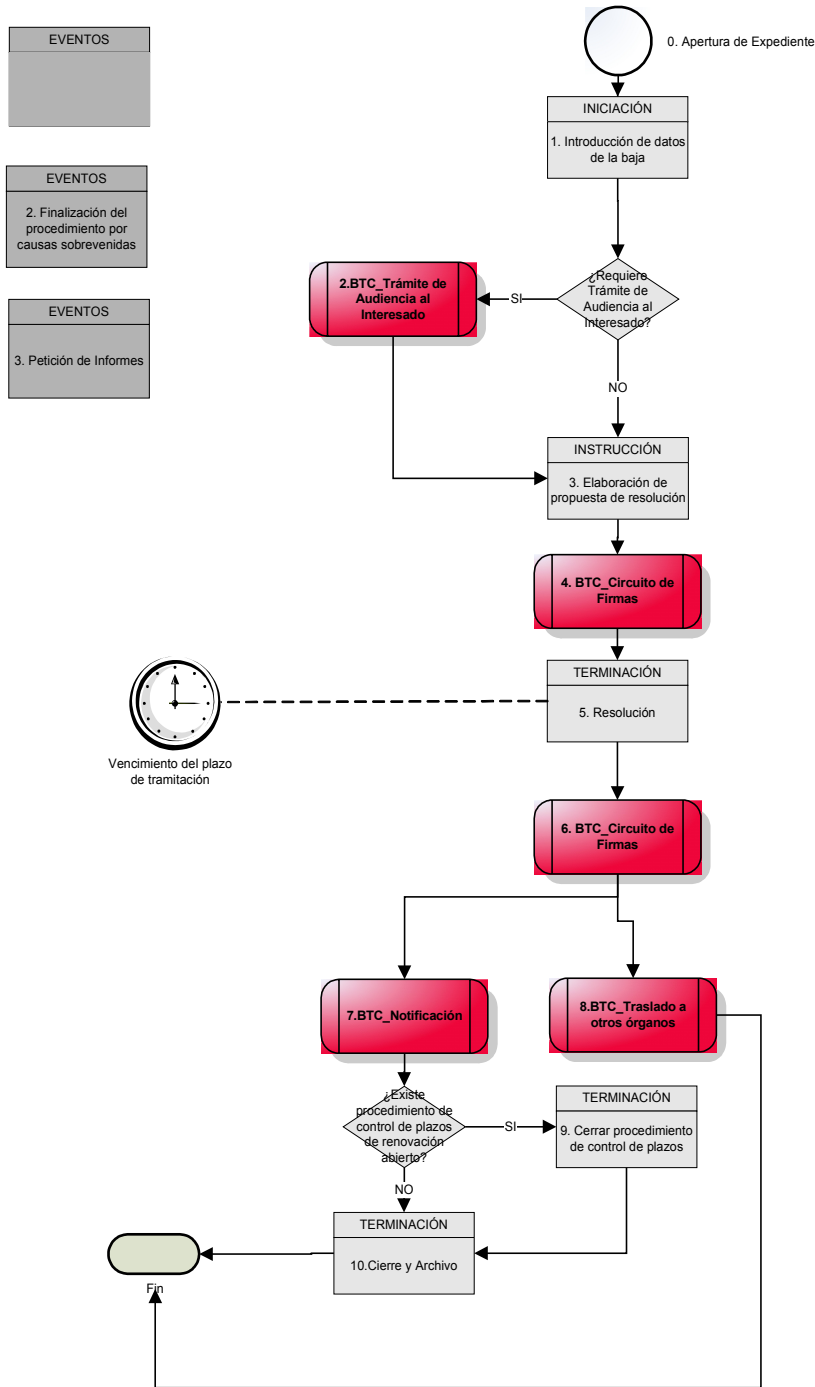 EVENTOS
0. Apertura de Expediente
INICIACIÓN
1. Introducción de datos
de la baja
EVENTOS
2. Finalización del
procedimiento por
causas sobrevenidas
¿Requiere
Trámite de
Audiencia al
Interesado?
SI
2.BTC_Trámite de
Audiencia al
Interesado
EVENTOS
3. Petición de Informes
NO
INSTRUCCIÓN
3. Elaboración de
propuesta de resolución
4. BTC_Circuito de
Firmas
TERMINACIÓN
5. Resolución
Vencimiento del plazo
de tramitación
6. BTC_Circuito de
Firmas
7.BTC_Notificación
8.BTC_Traslado a
otros órganos
¿Existe
procedimiento de
control de plazos
de renovación
abierto?
SI
TERMINACIÓN
9. Cerrar procedimiento
de control de plazos
NO
TERMINACIÓN
10.Cierre y Archivo
Fin